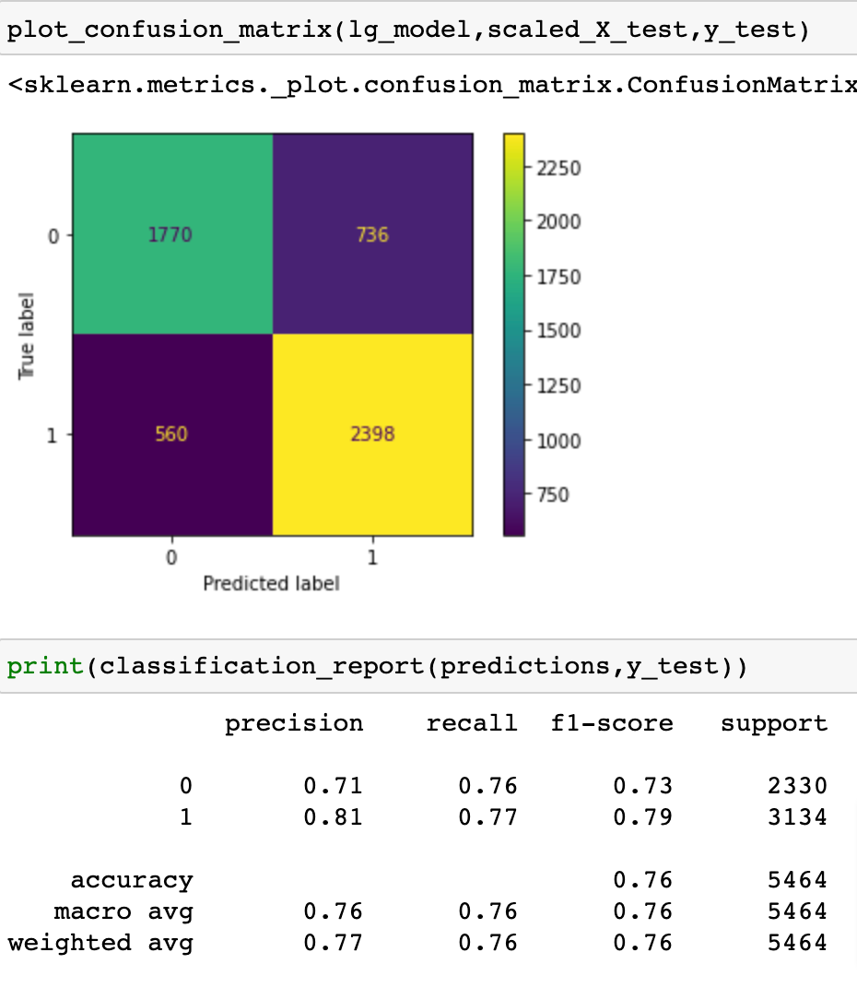 plot_confusion_matrix(lg_model,scaled_X_test,y_test)
<sklearn.metrics._plot.confusion_matrix.ConfusionMatrix
2250
2000
1750
1500
1250
1000
750
True label
0
1770
736
1
560
2398
0
1
Predicted label
print(classification_report(predictions,y_test))
precision recall f1-score support
0 0.71 0.76 0.73 2330
1 0.81 0.77 0.79 3134
accuracy 0.76 5464
macro avg 0.76 0.76 0.76 5464
weighted avg 0.77 0.76 0.76 5464